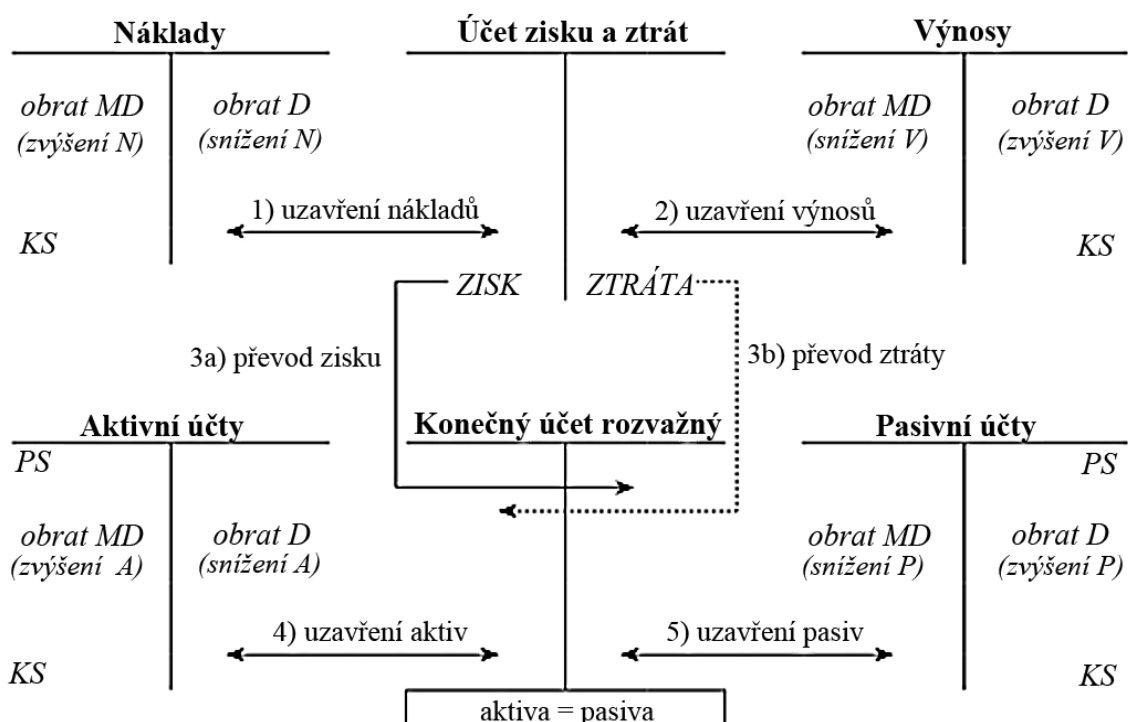 Náklady
Účet zisku a ztrát
Výnosy
obrat MD
(zvýšení N)
obrat D
(snížení N)
obrat MD
(snížení V)
obrat D
(zvýšení V)
1) uzavření nákladů
2) uzavření výnosů
KS
KS
ZISK
ZTRÁTA
3a) převod zisku
3b) převod ztráty
Aktivní účty
Konečný účet rozvažný
Pasivní účty
PS
PS
obrat MD
(zvýšení A)
obrat D
(snížení A)
obrat MD
(snížení P)
obrat D
(zvýšení P)
4) uzavření aktiv
5) uzavření pasiv
KS
KS
aktiva = pasiva